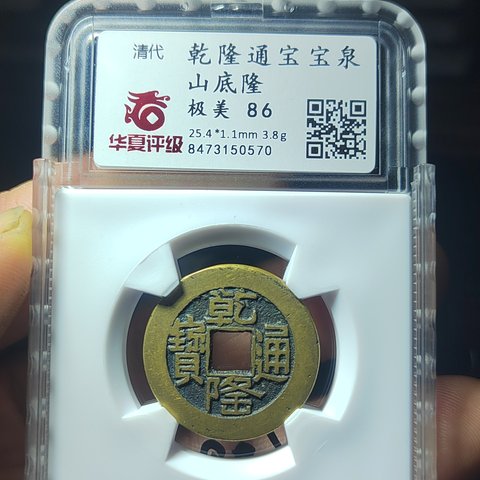 清代
乾隆通宝宝泉
山底隆
极美 86
25.4*1.1mm 3.8g
8473150570
华夏评级
乾隆通寶